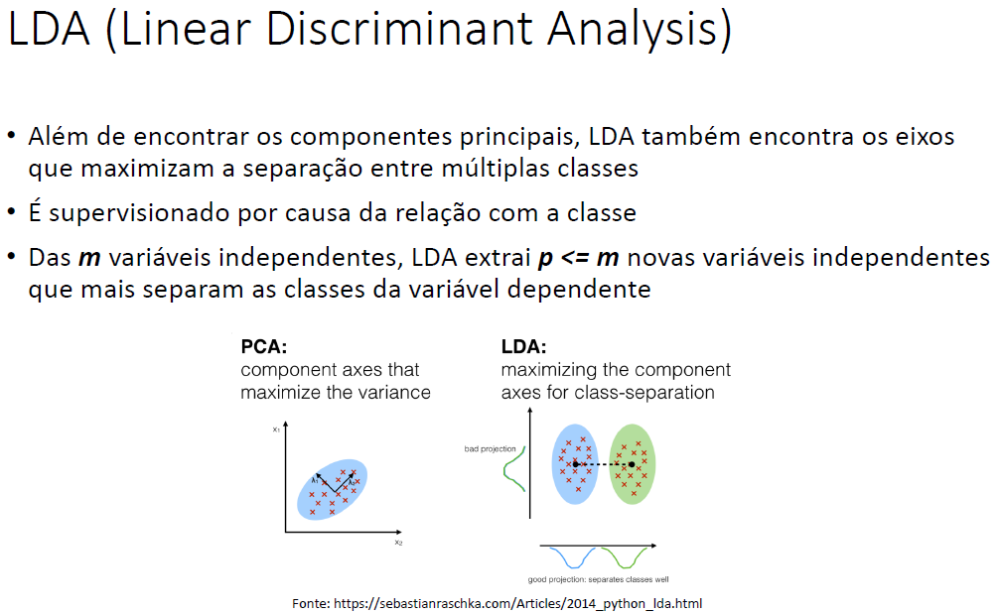 LDA (Linear Discriminant Analysis)
• Além de encontrar os componentes principais, LDA também encontra os eixos
que maximizam a separação entre múltiplas classes
• É supervisionado por causa da relação com a classe
• Das m variáveis independentes, LDA extrai p <= m novas variáveis independentes
que mais separam as classes da variável dependente
PCA:
component axes that
maximize the variance
x₁
λ₁
λ₂
x₂
LDA:
maximizing the component
axes for class-separation
bad projection
good projection: separates classes well
Fonte: https://sebastianraschka.com/Articles/2014_python_lda.html